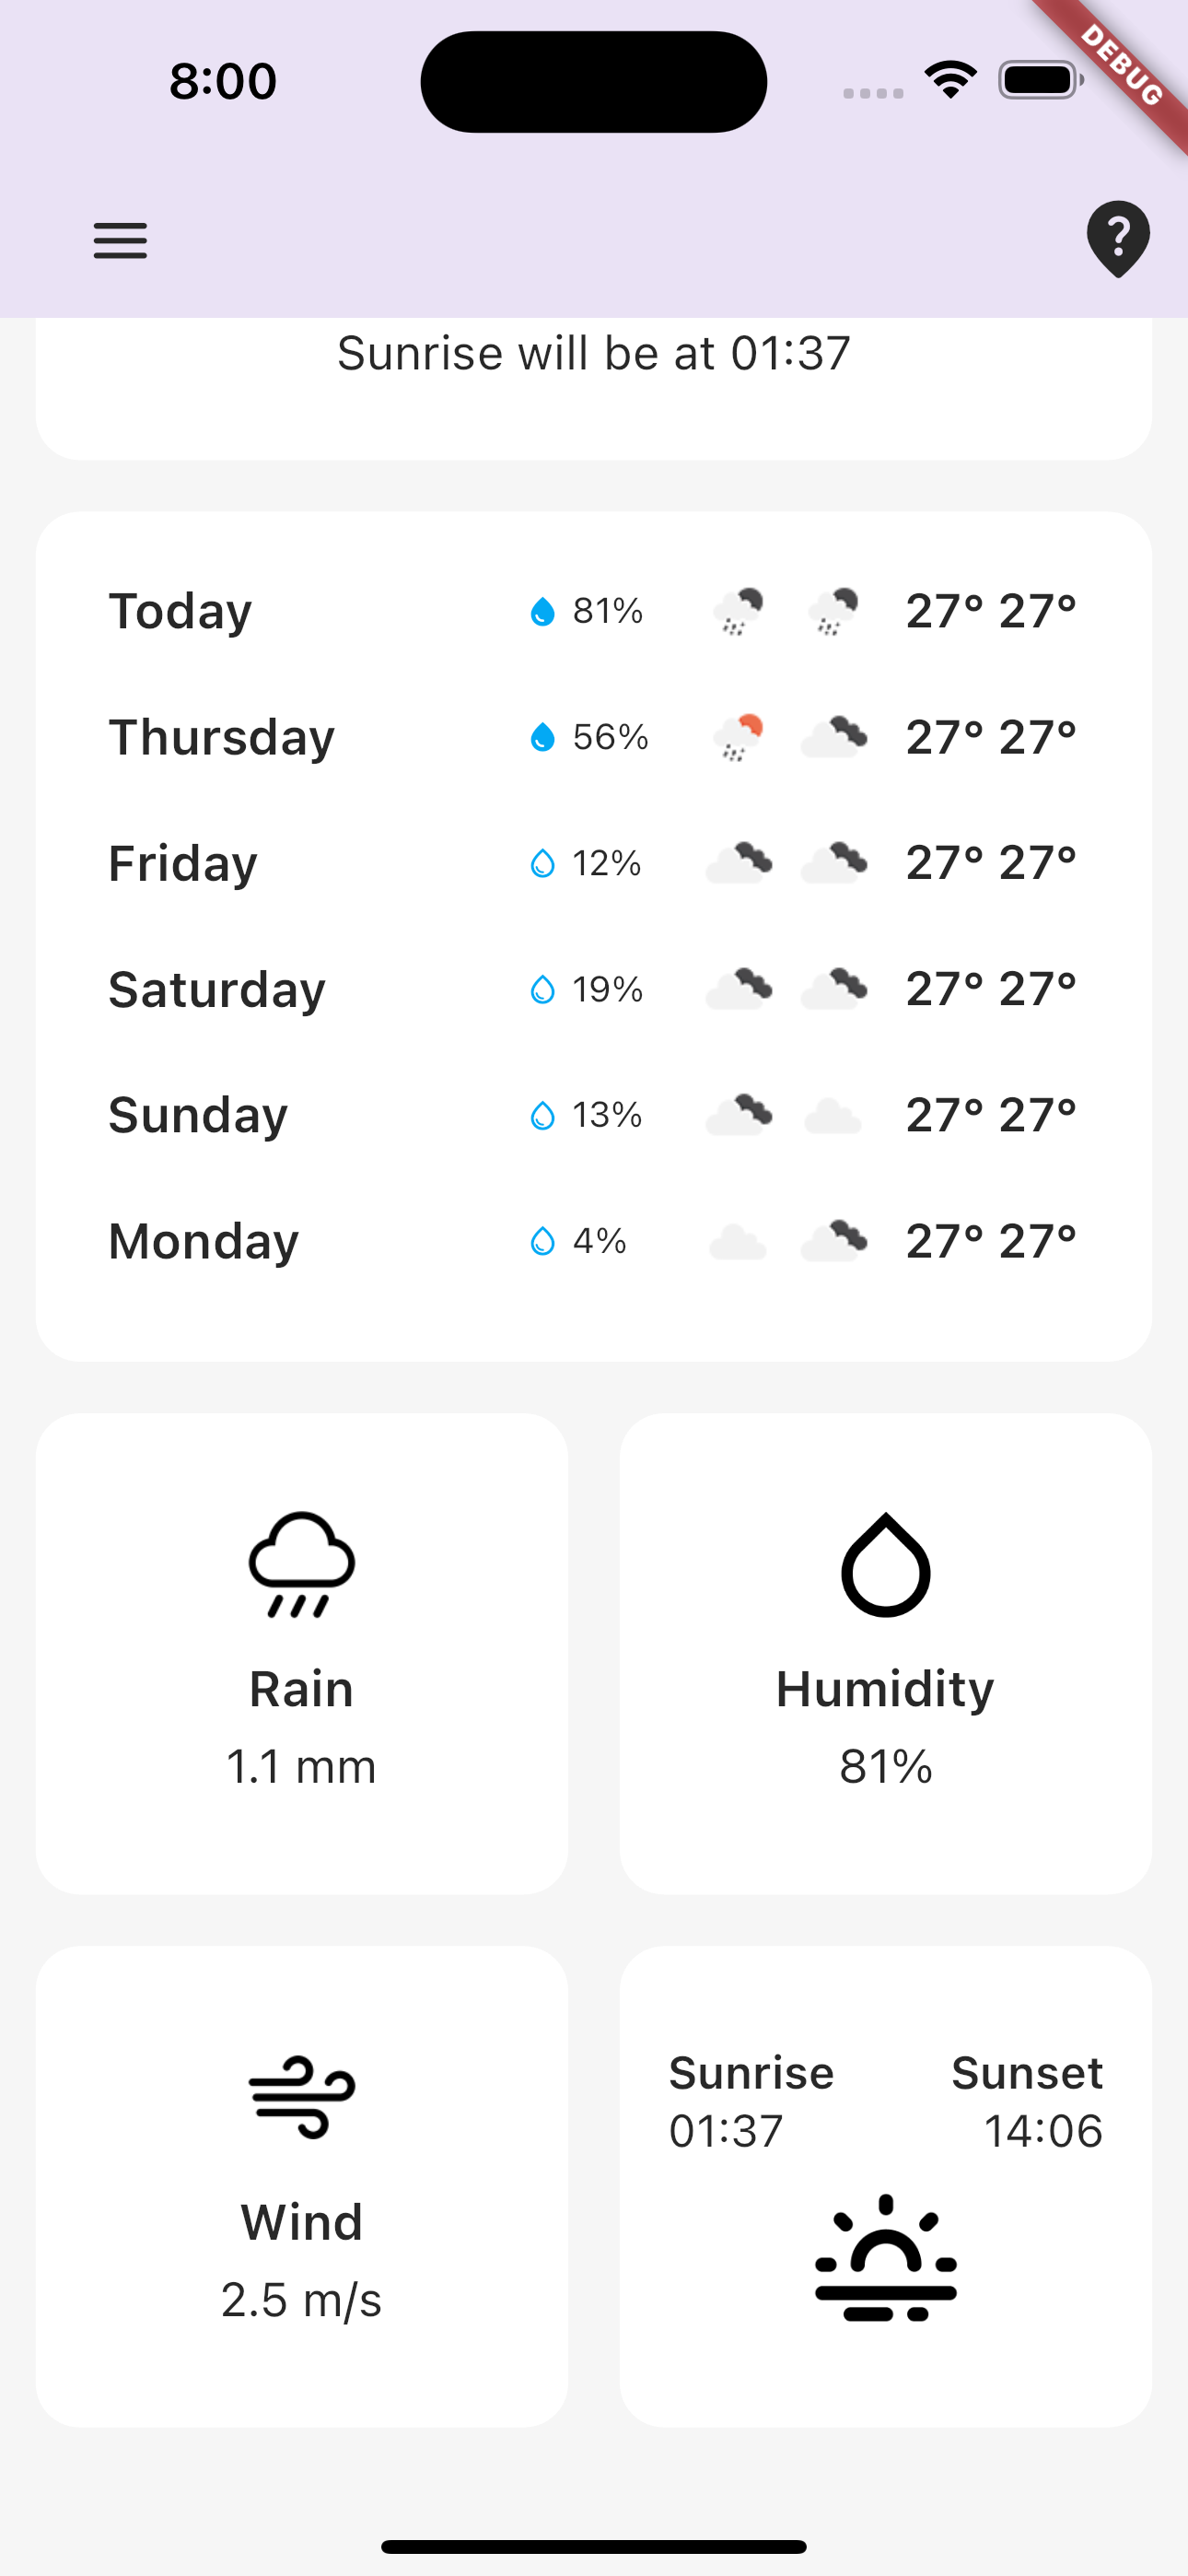 8:00
DEBUG
?
Sunrise will be at 01:37
Today 81% 27° 27°
Thursday 56% 27° 27°
Friday 12% 27° 27°
Saturday 19% 27° 27°
Sunday 13% 27° 27°
Monday 4% 27° 27°
Rain
1.1 mm
Humidity
81%
Wind
2.5 m/s
Sunrise Sunset
01:37 14:06